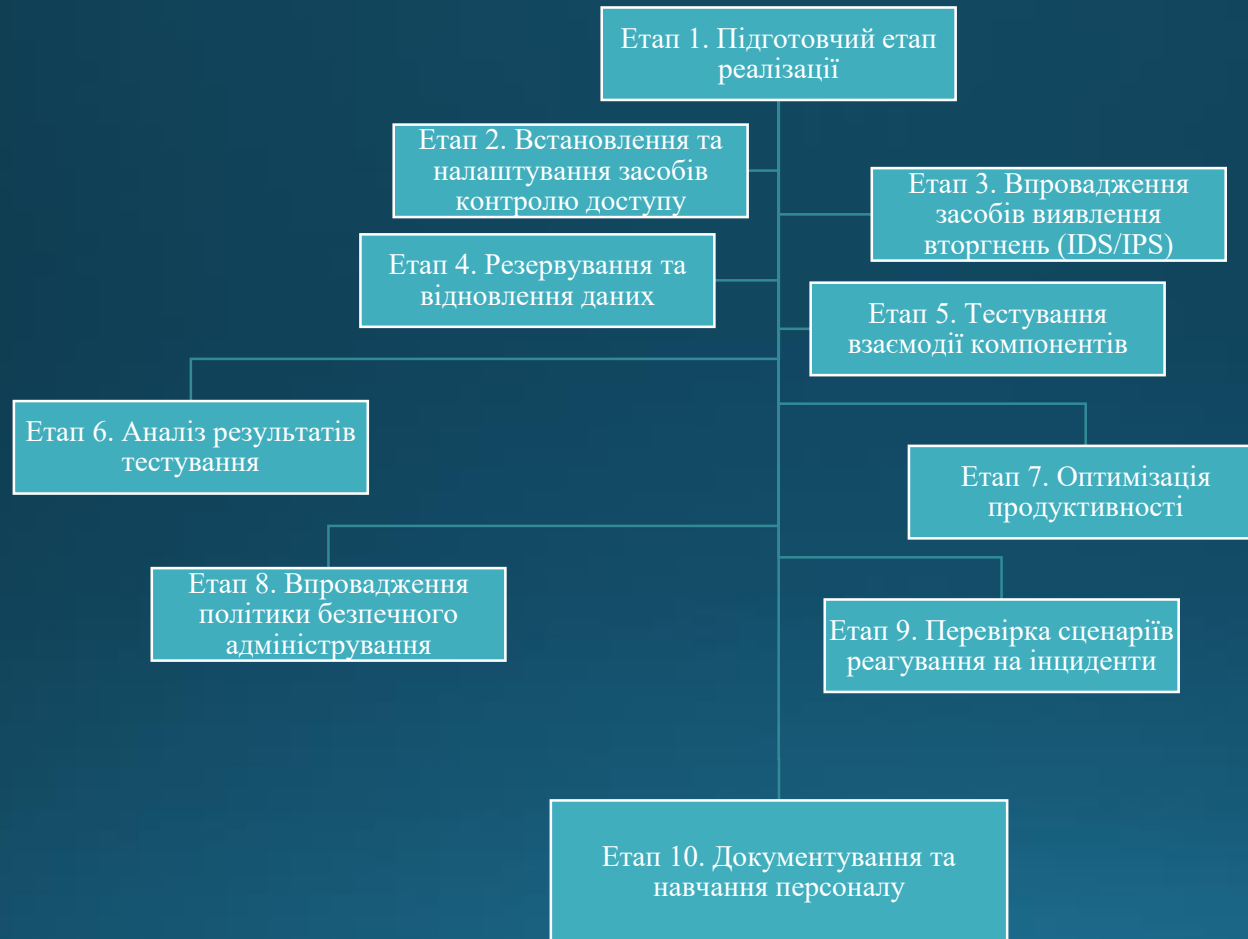 Етап 1. Підготовчий етап
реалізації
Етап 2. Встановлення та
налаштування засобів
контролю доступу
Етап 3. Впровадження
засобів виявлення
вторгнень (IDS/IPS)
Етап 4. Резервування та
відновлення даних
Етап 5. Тестування
взаємодії компонентів
Етап 6. Аналіз результатів
тестування
Етап 7. Оптимізація
продуктивності
Етап 8. Впровадження
політики безпечного
адміністрування
Етап 9. Перевірка сценаріїв
реагування на інциденти
Етап 10. Документування та
навчання персоналу